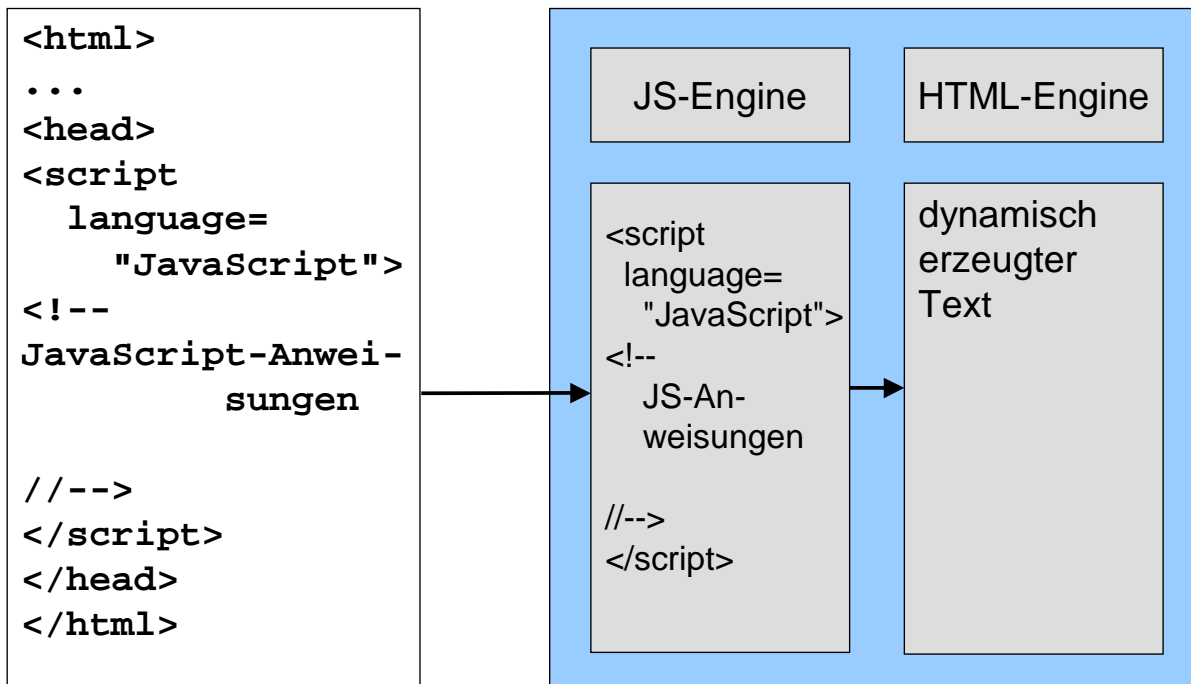 <html>
...
<head>
<script
language=
"JavaScript">
<!--
JavaScript-Anwei-
sungen
//-->
</script>
</head>
</html>
JS-Engine
<script
language=
"JavaScript">
<!--
JS-An-
weisungen
//-->
</script>
HTML-Engine
dynamisch
erzeugter
Text